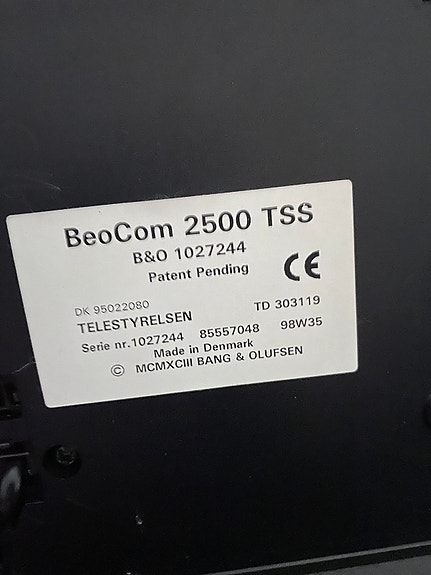 BeoCom 2500 TSS
B&O 1027244
Patent Pending
CE
DK 95022080
TELESTYRELSEN TD 303119
Serie nr.1027244 85557048 98W35
Made in Denmark
© MCMXCIII BANG & OLUFSEN